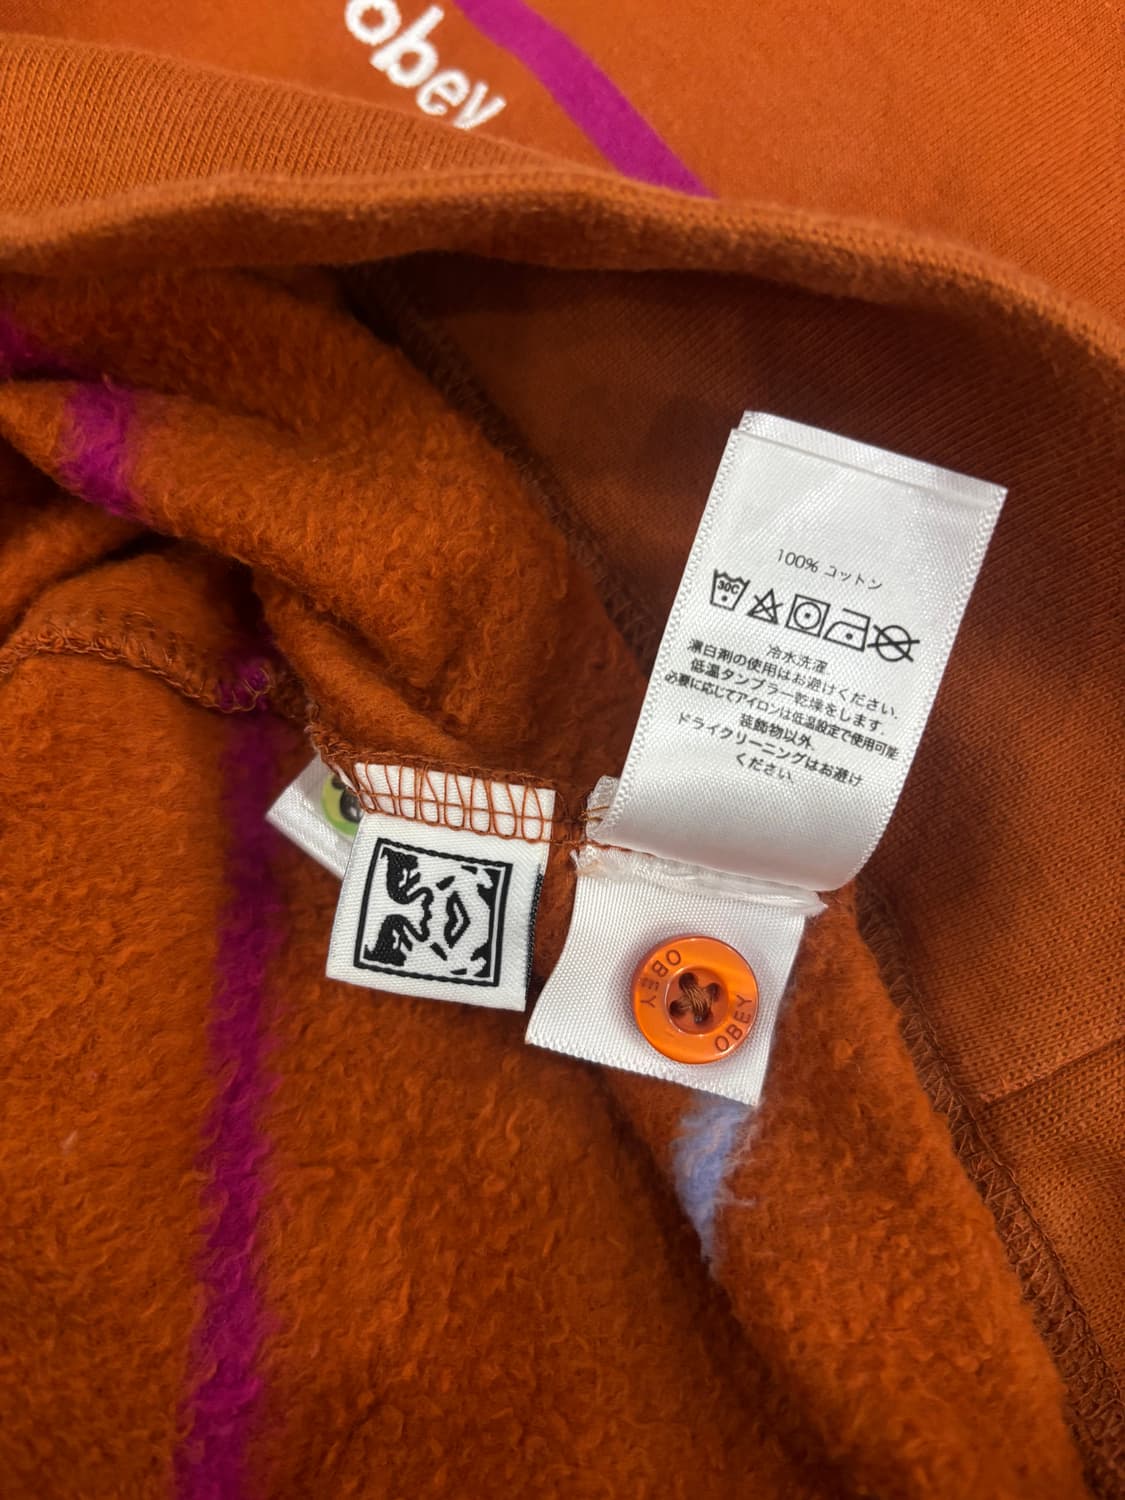 obey
100% コットン
30C
冷水洗濯.
漂白剤の使用はお避けください.
低温タンブラー乾燥をします.
必要に応じてアイロンは低温設定で使用可能
装飾物以外.
ドライクリーニングはお避け
ください.
OBEY
OBEY